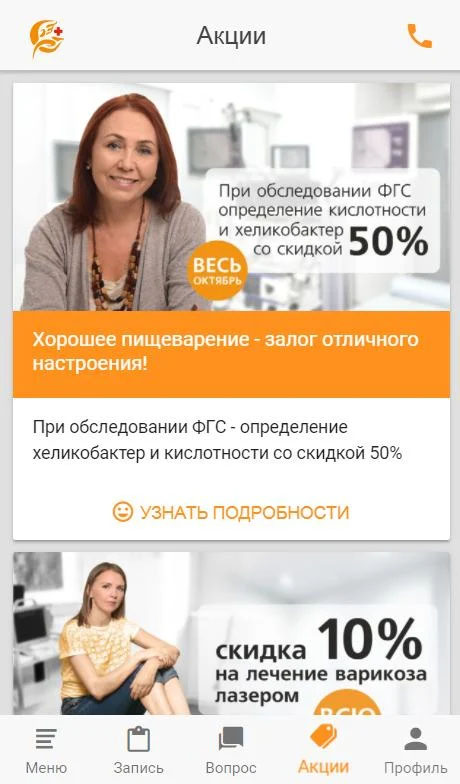 Акции
При обследовании ФГС
определение кислотности
и хеликобактер
со скидкой 50%
ВЕСЬ
ОКТЯБРЬ
Хорошее пищеварение - залог отличного
настроения!
При обследовании ФГС - определение
хеликобактер и кислотности со скидкой 50%
УЗНАТЬ ПОДРОБНОСТИ
скидка 10%
на лечение варикоза
лазером
ВСЮ
Меню
Запись
Вопрос
Акции
Профиль